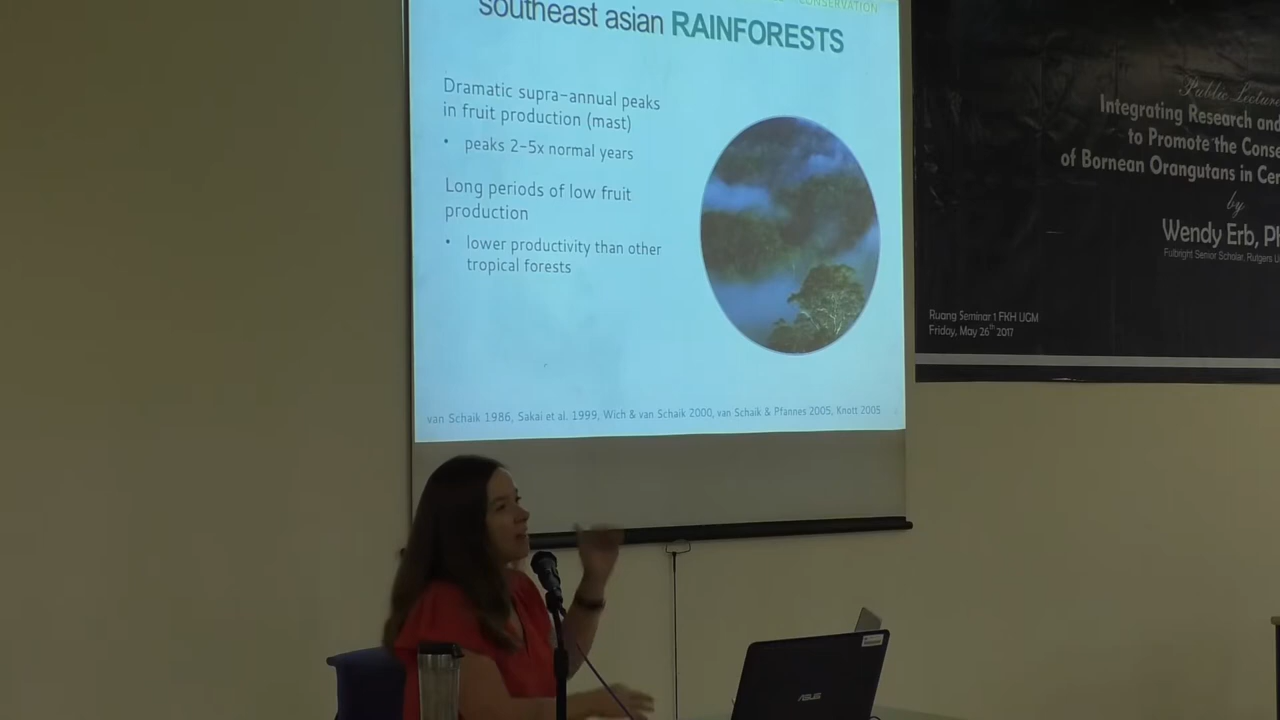 CONSERVATION
southeast asian RAINFORESTS
Dramatic supra-annual peaks
in fruit production (mast)
• peaks 2-5x normal years
Long periods of low fruit
production
• lower productivity than other
tropical forests
van Schaik 1986, Sakai et al. 1999, Wich & van Schaik 2000, van Schaik & Pfannes 2005, Knott 2005
Public
Integrating Research and
to Promote the
of Bornean Orangutans in
by
Wendy Erb,
Fulbright Senior Scholar, Rutgers
Ruang Seminar 1 FKH UGM
Friday, May 26th 2017
ASUS